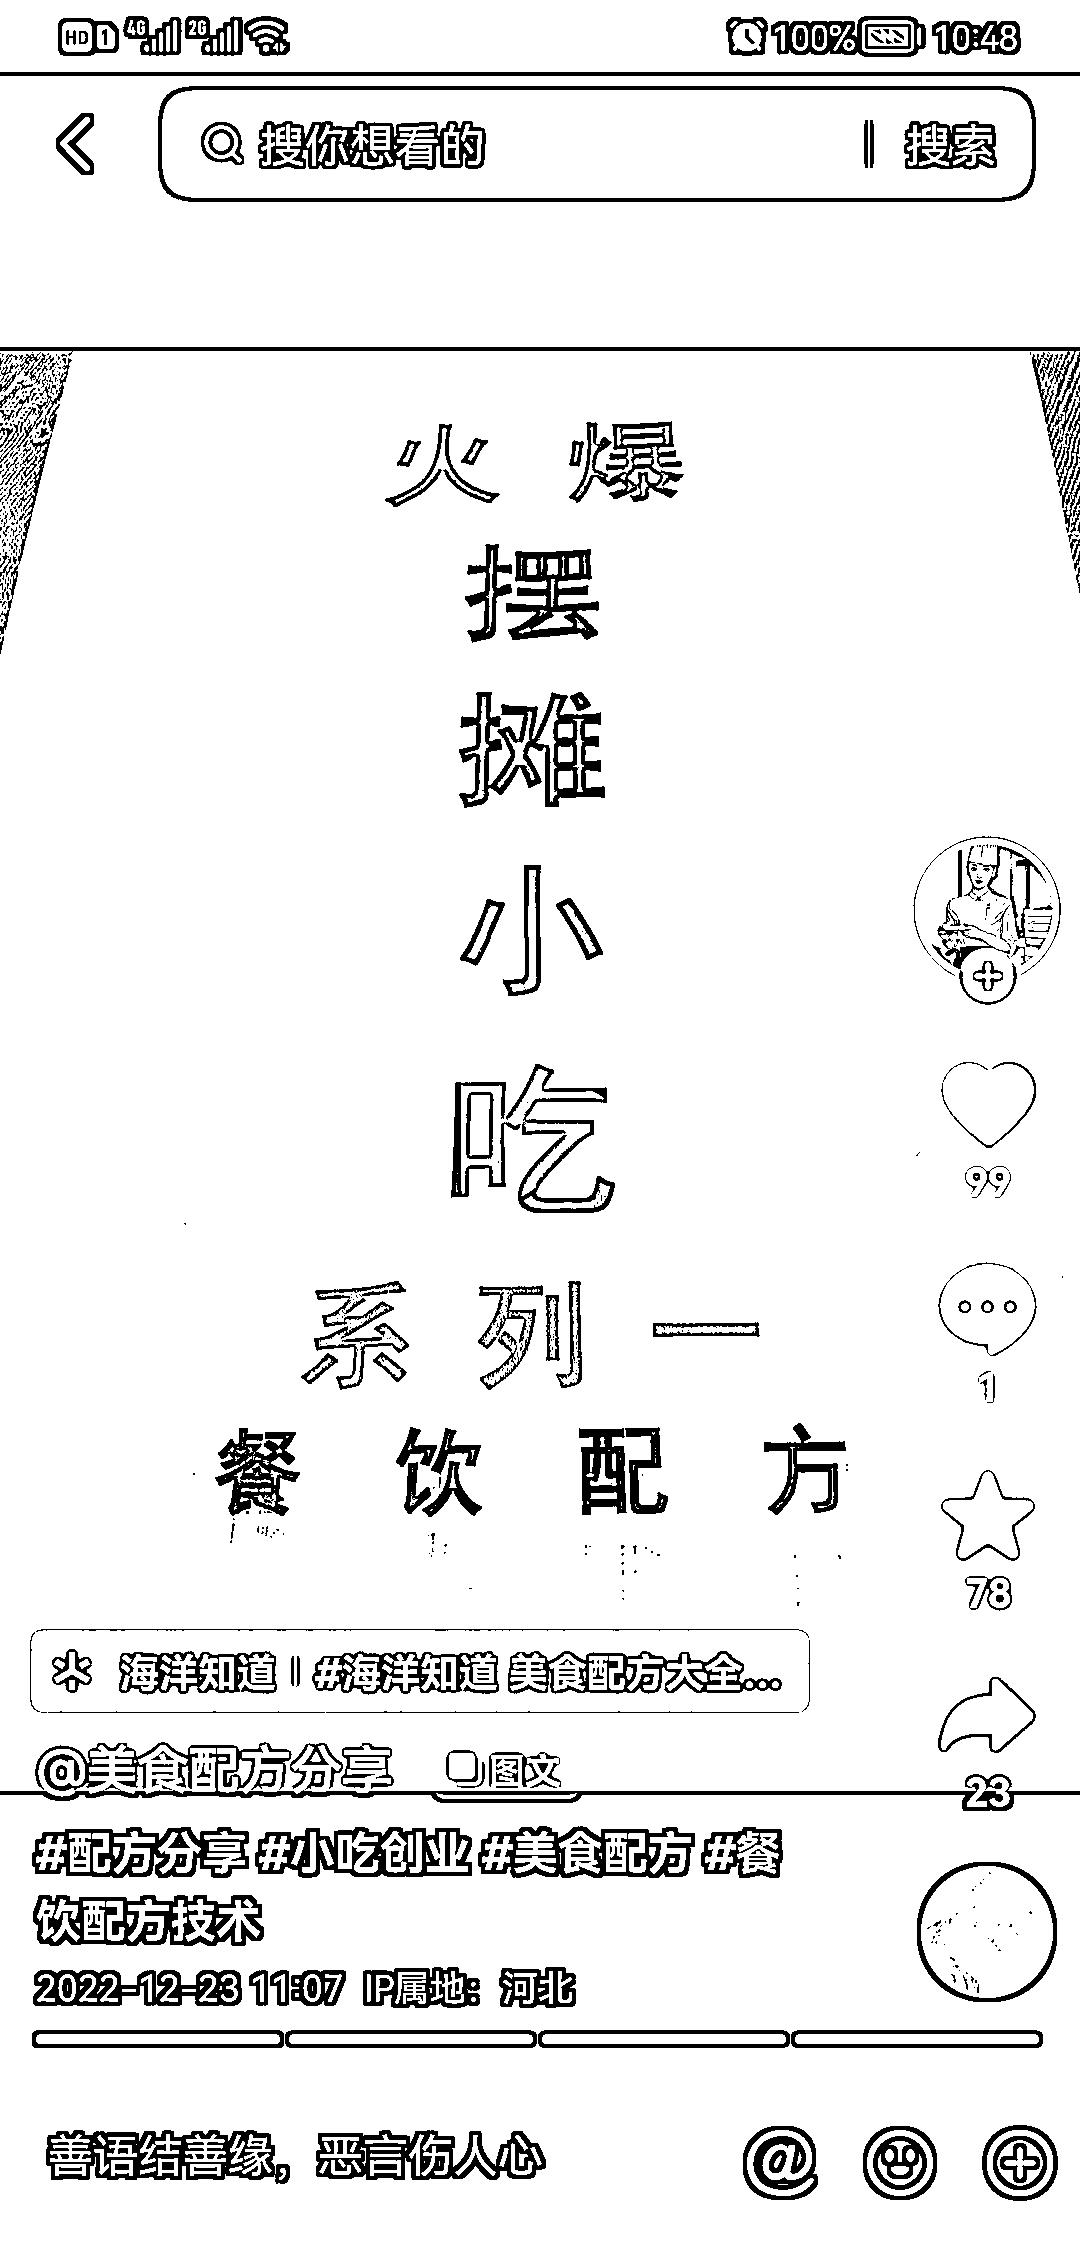 HD 1 4G 2G 100% 10:48
搜你想看的 搜索
火 爆
摆
摊
小
吃
99
系 列 一
1
餐 饮 配 方
78
海洋知道 | #海洋知道 美食配方大全...
@美食配方分享 图文
23
#配方分享 #小吃创业 #美食配方 #餐
饮配方技术
2022-12-23 11:07 IP属地：河北
善语结善缘，恶言伤人心